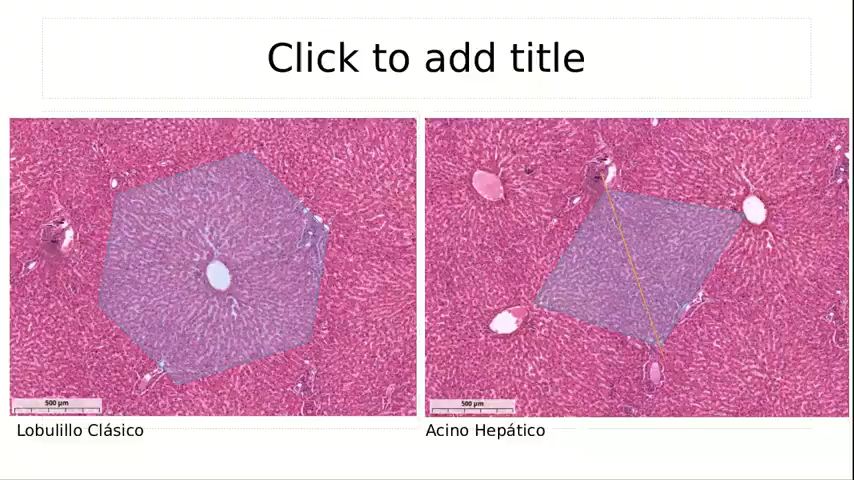 Click to add title
500 µm
500 µm
Lobulillo Clásico
Acino Hepático